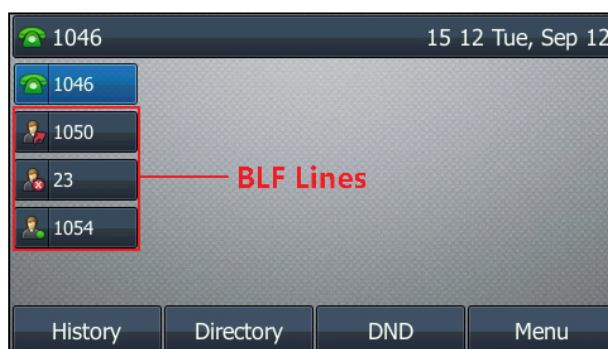 1046 15 12 Tue, Sep 12
1046
1050
23 BLF Lines
1054
History Directory DND Menu